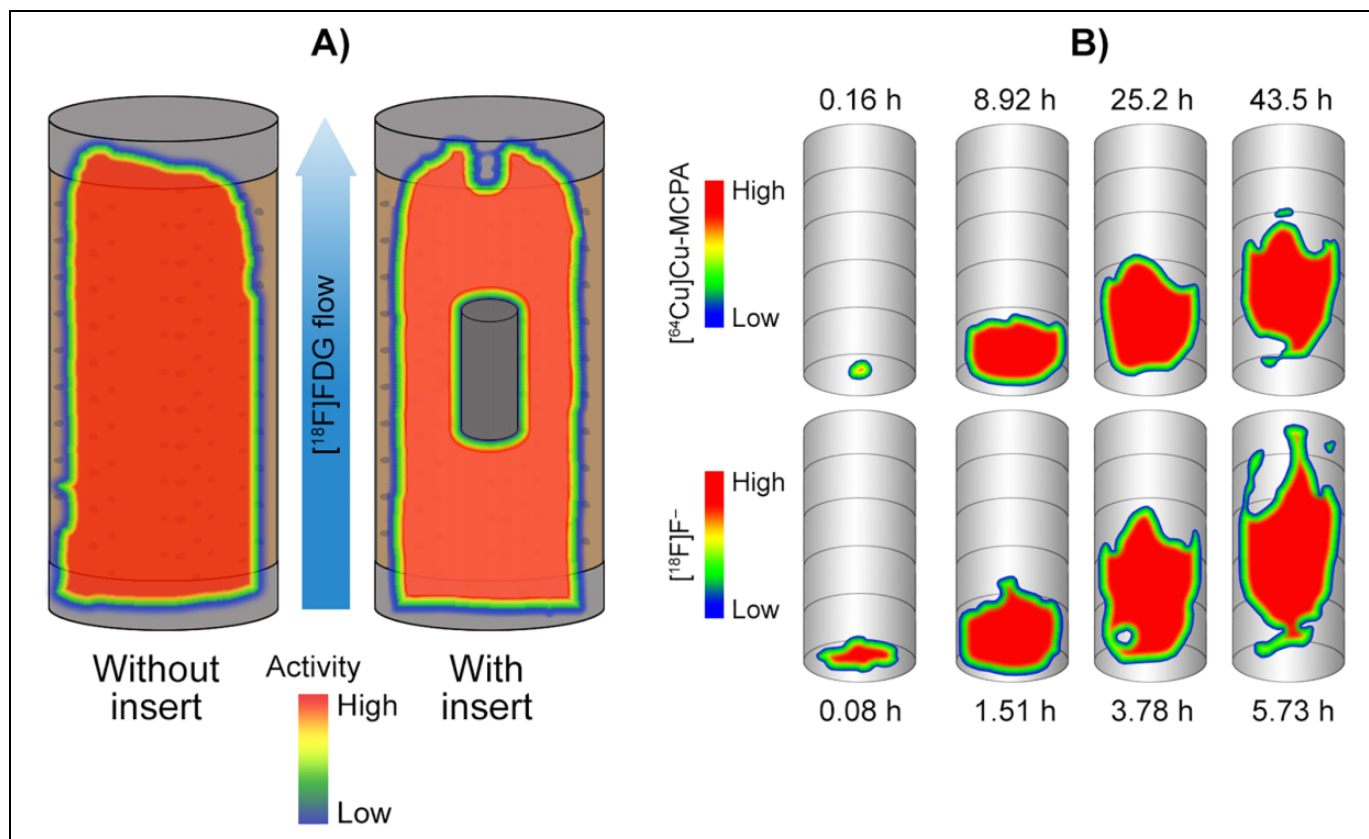 A)
[¹⁸F]FDG flow
Without
insert
With
insert
Activity
High
Low
B)
0.16 h
8.92 h
25.2 h
43.5 h
[⁶⁴Cu]Cu-MCPA
High
Low
[¹⁸F]F⁻
High
Low
0.08 h
1.51 h
3.78 h
5.73 h